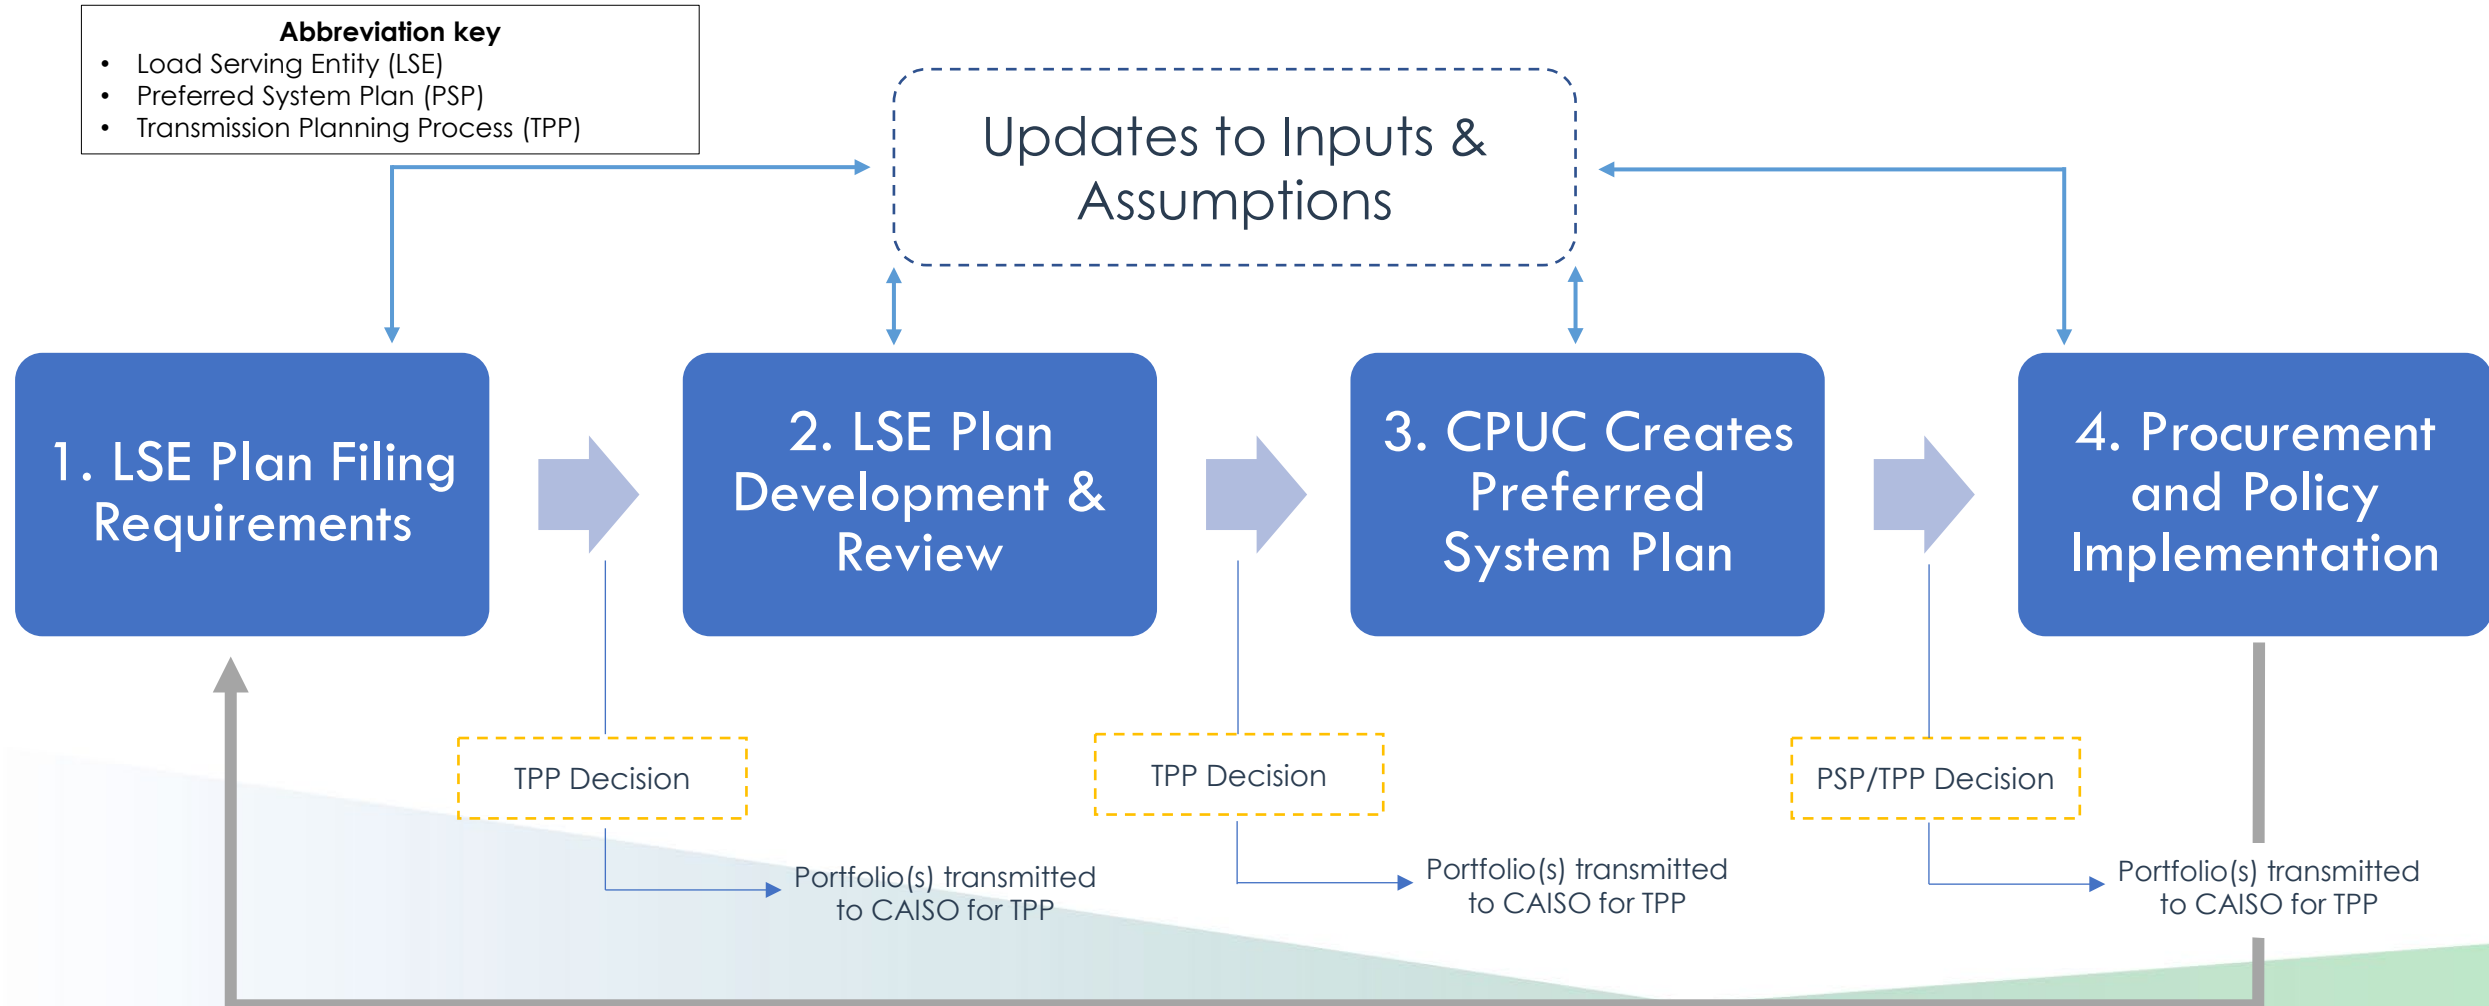 Abbreviation key
• Load Serving Entity (LSE)
• Preferred System Plan (PSP)
• Transmission Planning Process (TPP)
Updates to Inputs &
Assumptions
1. LSE Plan Filing
Requirements
2. LSE Plan
Development &
Review
3. CPUC Creates
Preferred
System Plan
4. Procurement
and Policy
Implementation
TPP Decision
TPP Decision
PSP/TPP Decision
Portfolio(s) transmitted
to CAISO for TPP
Portfolio(s) transmitted
to CAISO for TPP
Portfolio(s) transmitted
to CAISO for TPP